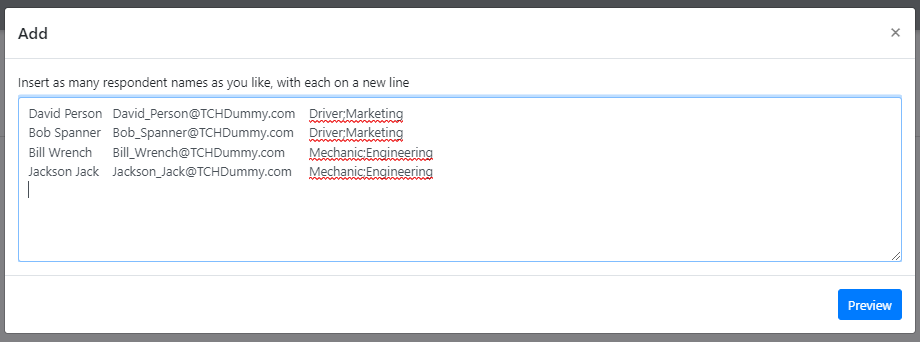 Add ×
Insert as many respondent names as you like, with each on a new line
David Person David_Person@TCHDummy.com Driver;Marketing
Bob Spanner Bob_Spanner@TCHDummy.com Driver;Marketing
Bill Wrench Bill_Wrench@TCHDummy.com Mechanic;Engineering
Jackson Jack Jackson_Jack@TCHDummy.com Mechanic;Engineering
Preview